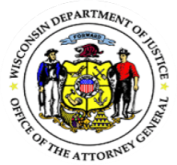 WISCONSIN DEPARTMENT OF JUSTICE
FORWARD
OFFICE OF THE ATTORNEY GENERAL